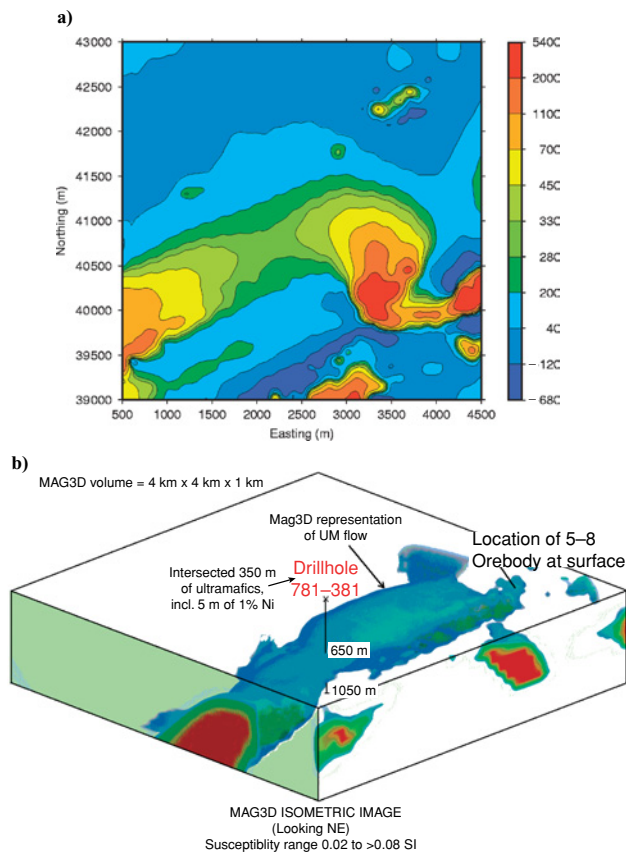 a)
43000
42500
42000
41500
41000
40500
40000
39500
39000
Northing (m)
500 1000 1500 2000 2500 3000 3500 4000 4500
Easting (m)
540C
200C
110C
70C
45C
33C
28C
20C
4C
−12C
−68C
b)
MAG3D volume = 4 km x 4 km x 1 km
Mag3D representation
of UM flow
Location of 5–8
Orebody at surface
Intersected 350 m
of ultramafics,
incl. 5 m of 1% Ni
Drillhole
781–381
650 m
1050 m
MAG3D ISOMETRIC IMAGE
(Looking NE)
Susceptiblity range 0.02 to >0.08 SI